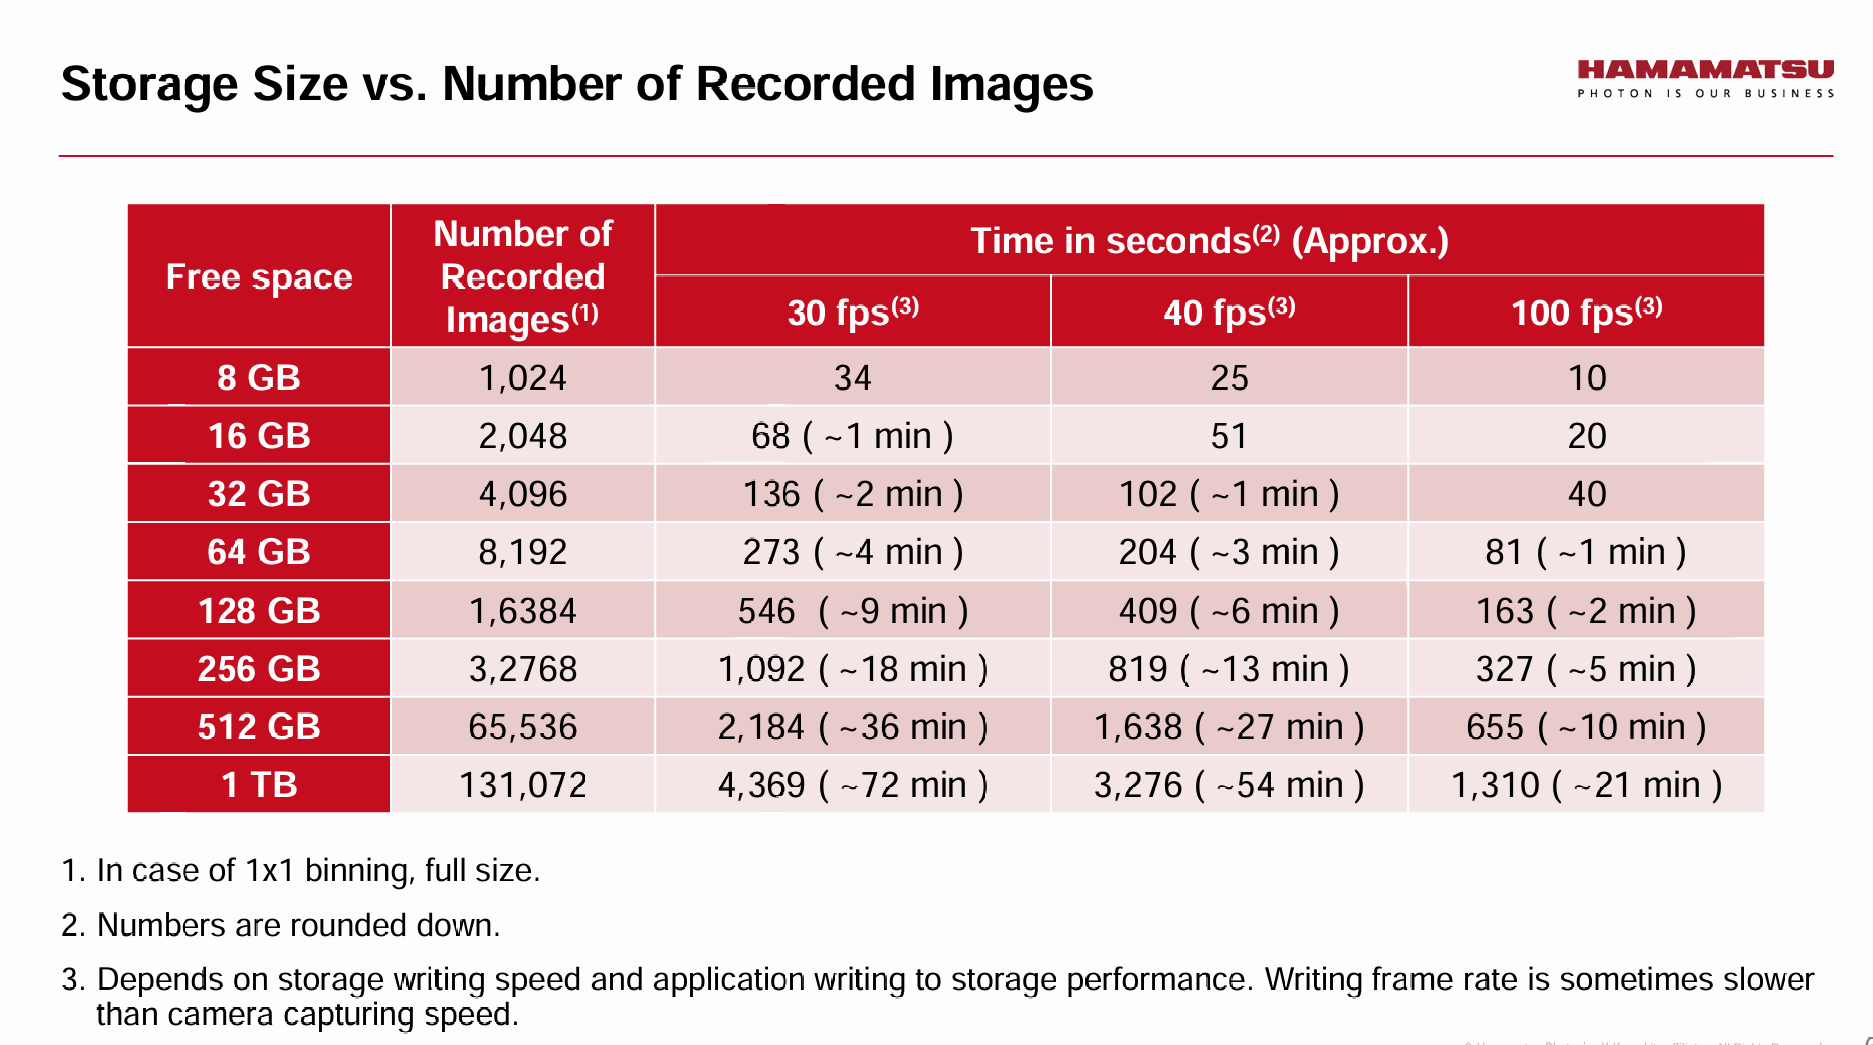 Storage Size vs. Number of Recorded Images
HAMAMATSU
PHOTON IS OUR BUSINESS
Free space
Number of
Recorded
Images(1)
Time in seconds(2) (Approx.)
30 fps(3) 40 fps(3) 100 fps(3)
8 GB 1,024 34 25 10
16 GB 2,048 68 ( ~1 min ) 51 20
32 GB 4,096 136 ( ~2 min ) 102 ( ~1 min ) 40
64 GB 8,192 273 ( ~4 min ) 204 ( ~3 min ) 81 ( ~1 min )
128 GB 1,6384 546 ( ~9 min ) 409 ( ~6 min ) 163 ( ~2 min )
256 GB 3,2768 1,092 ( ~18 min ) 819 ( ~13 min ) 327 ( ~5 min )
512 GB 65,536 2,184 ( ~36 min ) 1,638 ( ~27 min ) 655 ( ~10 min )
1 TB 131,072 4,369 ( ~72 min ) 3,276 ( ~54 min ) 1,310 ( ~21 min )
1. In case of 1x1 binning, full size.
2. Numbers are rounded down.
3. Depends on storage writing speed and application writing to storage performance. Writing frame rate is sometimes slower
than camera capturing speed.